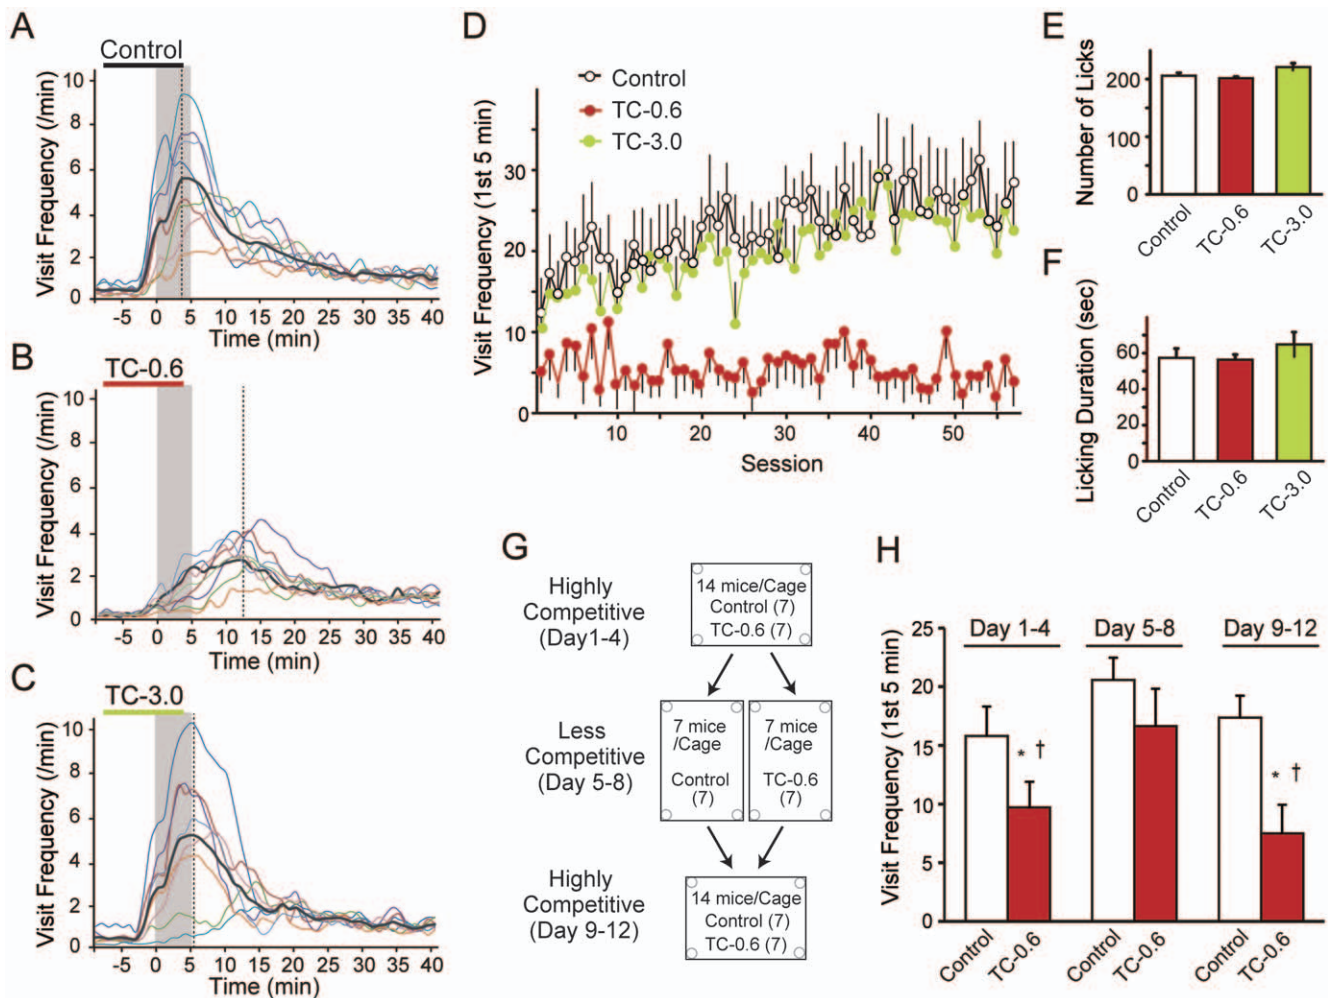 A
Control
Visit Frequency (/min)
10
8
6
4
2
0
-5 0 5 10 15 20 25 30 35 40
Time (min)
B
TC-0.6
Visit Frequency (/min)
10
8
6
4
2
0
-5 0 5 10 15 20 25 30 35 40
Time (min)
C
TC-3.0
Visit Frequency (/min)
10
8
6
4
2
0
-5 0 5 10 15 20 25 30 35 40
Time (min)
D
Control
TC-0.6
TC-3.0
Visit Frequency (1st 5 min)
30
20
10
0
10 20 30 40 50
Session
E
Number of Licks
200
100
0
Control TC-0.6 TC-3.0
F
Licking Duration (sec)
60
40
20
0
Control TC-0.6 TC-3.0
G
Highly
Competitive
(Day1-4)
14 mice/Cage
Control (7)
TC-0.6 (7)
Less
Competitive
(Day 5-8)
7 mice
/Cage
Control
(7)
7 mice
/Cage
TC-0.6
(7)
Highly
Competitive
(Day 9-12)
14 mice/Cage
Control (7)
TC-0.6 (7)
H
Visit Frequency (1st 5 min)
25
20
15
10
5
0
Day 1-4 Day 5-8 Day 9-12
* †
* †
Control TC-0.6 Control TC-0.6 Control TC-0.6